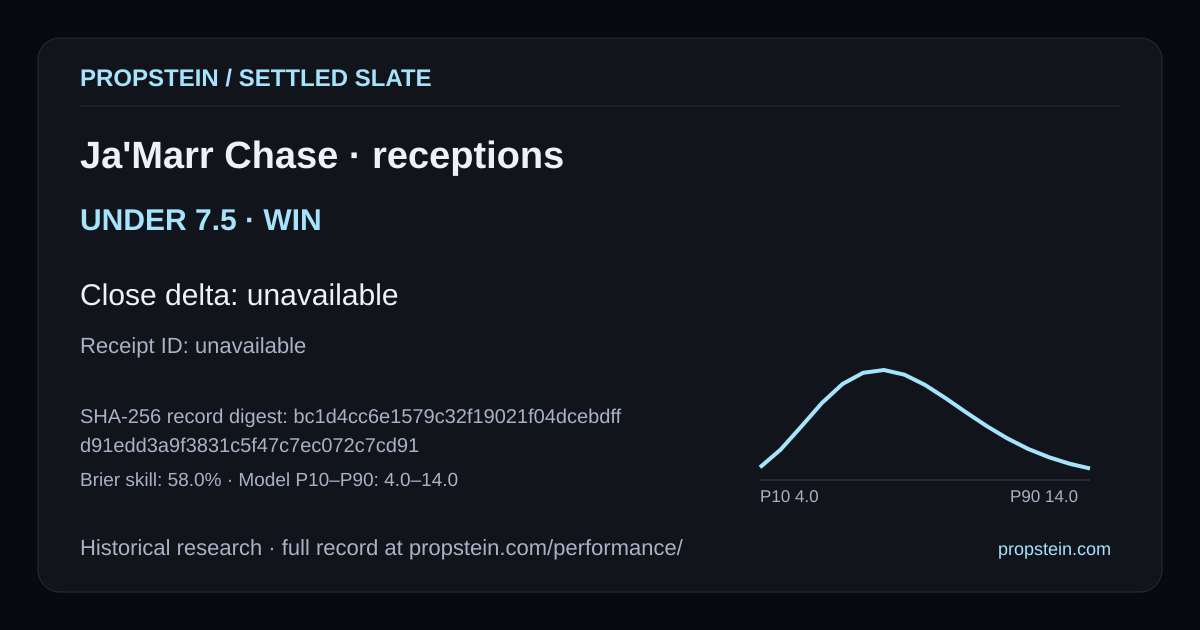 PROPSTEIN / SETTLED SLATE
Ja'Marr Chase · receptions
UNDER 7.5 · WIN
Close delta: unavailable
Receipt ID: unavailable
SHA-256 record digest: bc1d4cc6e1579c32f19021f04dcebdff
d91edd3a9f3831c5f47c7ec072c7cd91
Brier skill: 58.0% · Model P10–P90: 4.0–14.0
P10 4.0
P90 14.0
Historical research · full record at propstein.com/performance/
propstein.com